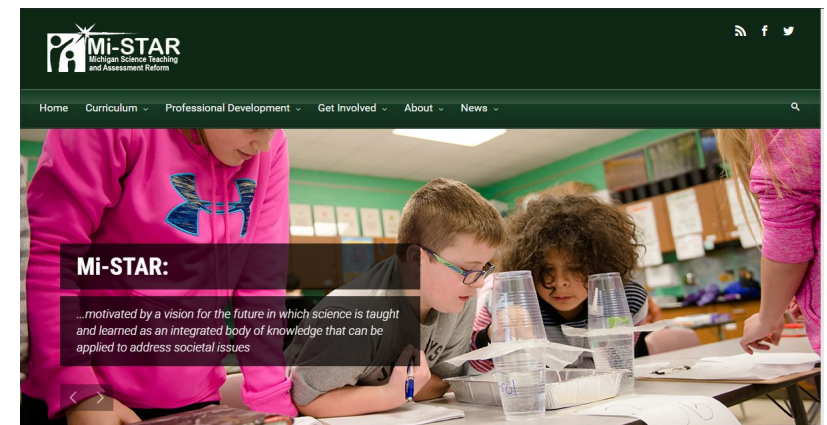 Mi-STAR
Michigan Science Teaching
and Assessment Reform
Home Curriculum Professional Development Get Involved About News
Mi-STAR:
...motivated by a vision for the future in which science is taught
and learned as an integrated body of knowledge that can be
applied to address societal issues